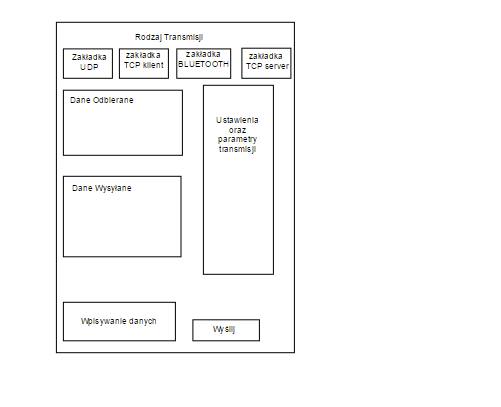 Rodzaj Transmisji
Zakładka
UDP
zakładka
TCP klient
zakładka
BLUETOOTH
zakładka
TCP server
Dane Odbierane
Ustawienia
oraz
parametry
transmisji
Dane Wysyłane
Wpisywanie danych
Wyślij